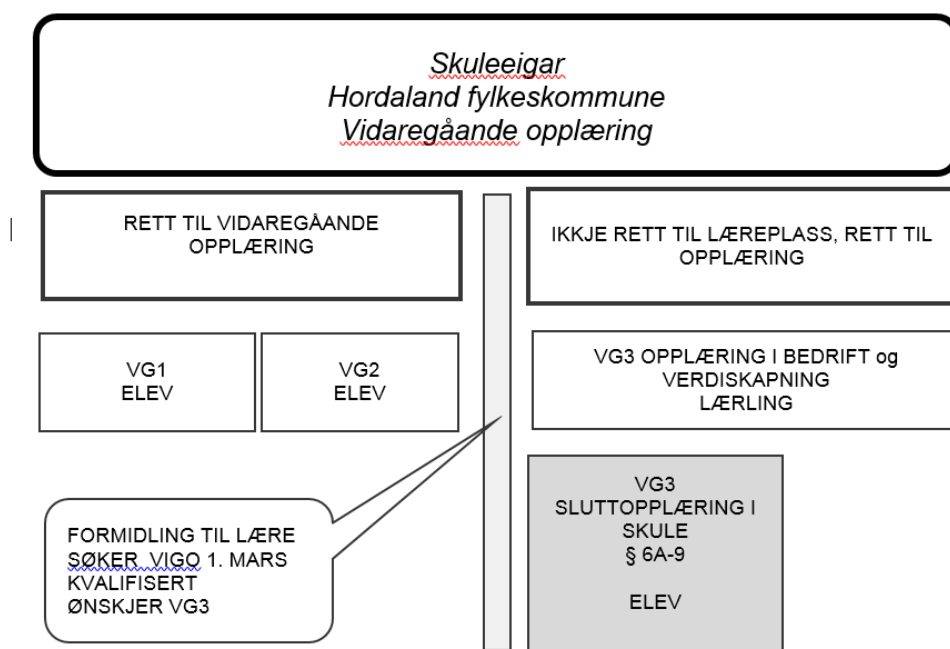 Skuleeigar
Hordaland fylkeskommune
Vidaregåande opplæring
RETT TIL VIDAREGÅANDE
OPPLÆRING
IKKJE RETT TIL LÆREPLASS, RETT TIL
OPPLÆRING
VG1
ELEV
VG2
ELEV
VG3 OPPLÆRING I BEDRIFT og
VERDISKAPNING
LÆRLING
FORMIDLING TIL LÆRE
SØKER VIGO 1. MARS
KVALIFISERT
ØNSKJER VG3
VG3
SLUTTOPPLÆRING I
SKULE
§ 6A-9
ELEV